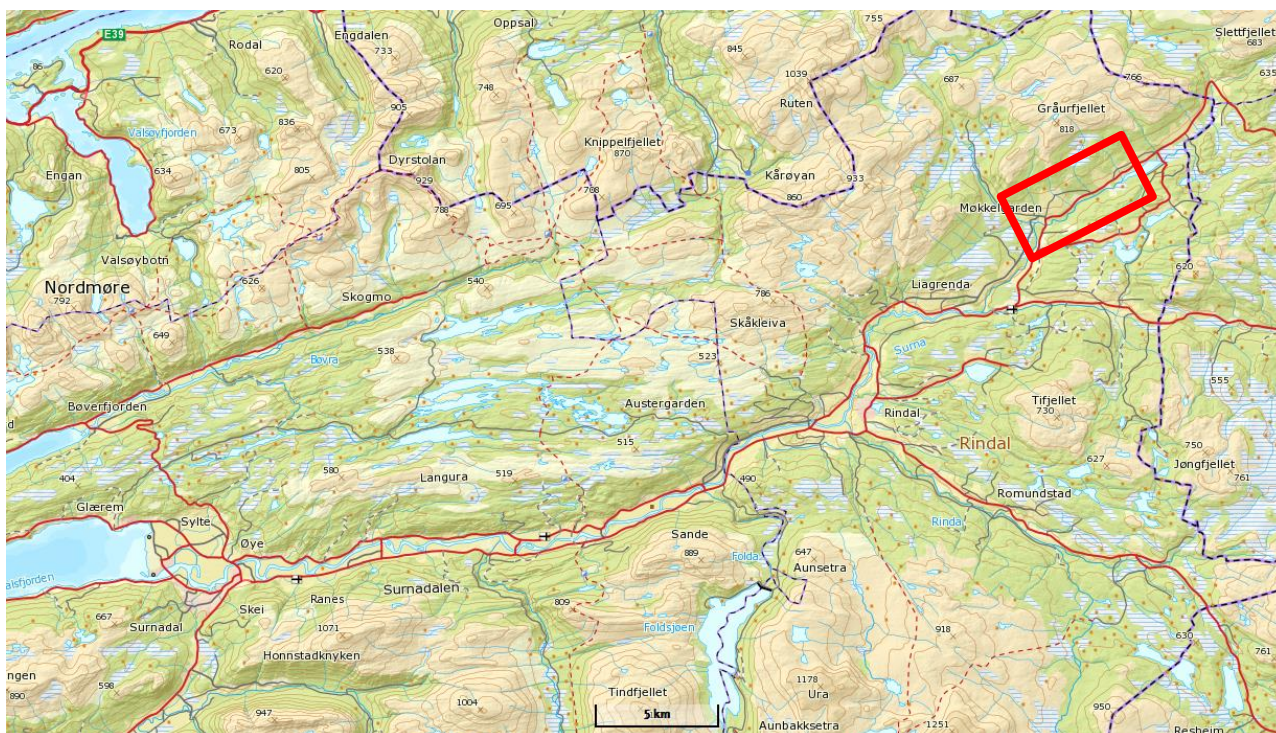 Oppsal
755
E39
Engdalen
Slettfjellet
Rodal
733
845
683
86
620
748
1039
687
766
635
Ruten
Gråurfjellet
905
Valsøyfjorden
673
836
818
Knippelfjellet
870
Dyrstolan
634
805
929
Kårøyan
933
Engan
708
860
788
695
Møkkelgarden
Valsøybotn
620
Nordmøre
626
540
Liagrenda
792
Skogmo
786
649
Skåkleiva
Surna
538
523
Bøvra
555
Bøverfjorden
Austergarden
Tifjellet
d
Rindal
730
515
Rindal
750
580
519
627
Jøngfjellet
404
Langura
490
761
Romundstad
Glærem
Sylte
Rinda
Sande
Øye
889
Folda
647
Aunsetra
alsfjorden
Surnadalen
Skei
Ranes
809
667
1071
Foldsjøen
918
Surnadal
630
Honnstadknyken
761
ngen
598
1178
890
Tindfjellet
Ura
1004
950
947
5 km
1251
Aunbakksetra
Resheim